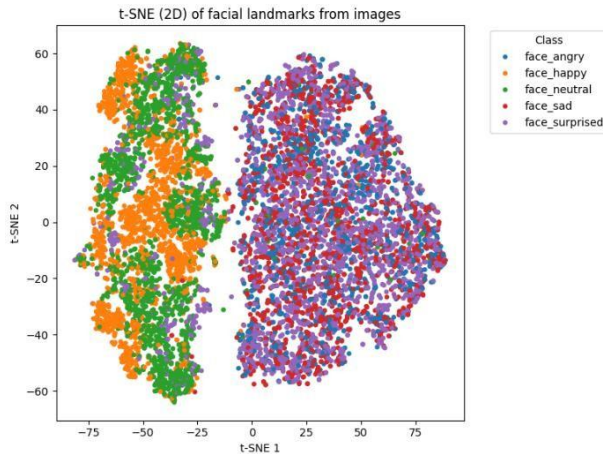 t-SNE (2D) of facial landmarks from images
Class
face_angry
face_happy
face_neutral
face_sad
face_surprised
60
40
20
0
−20
−40
−60
t-SNE 2
−75
−50
−25
0
25
50
75
t-SNE 1